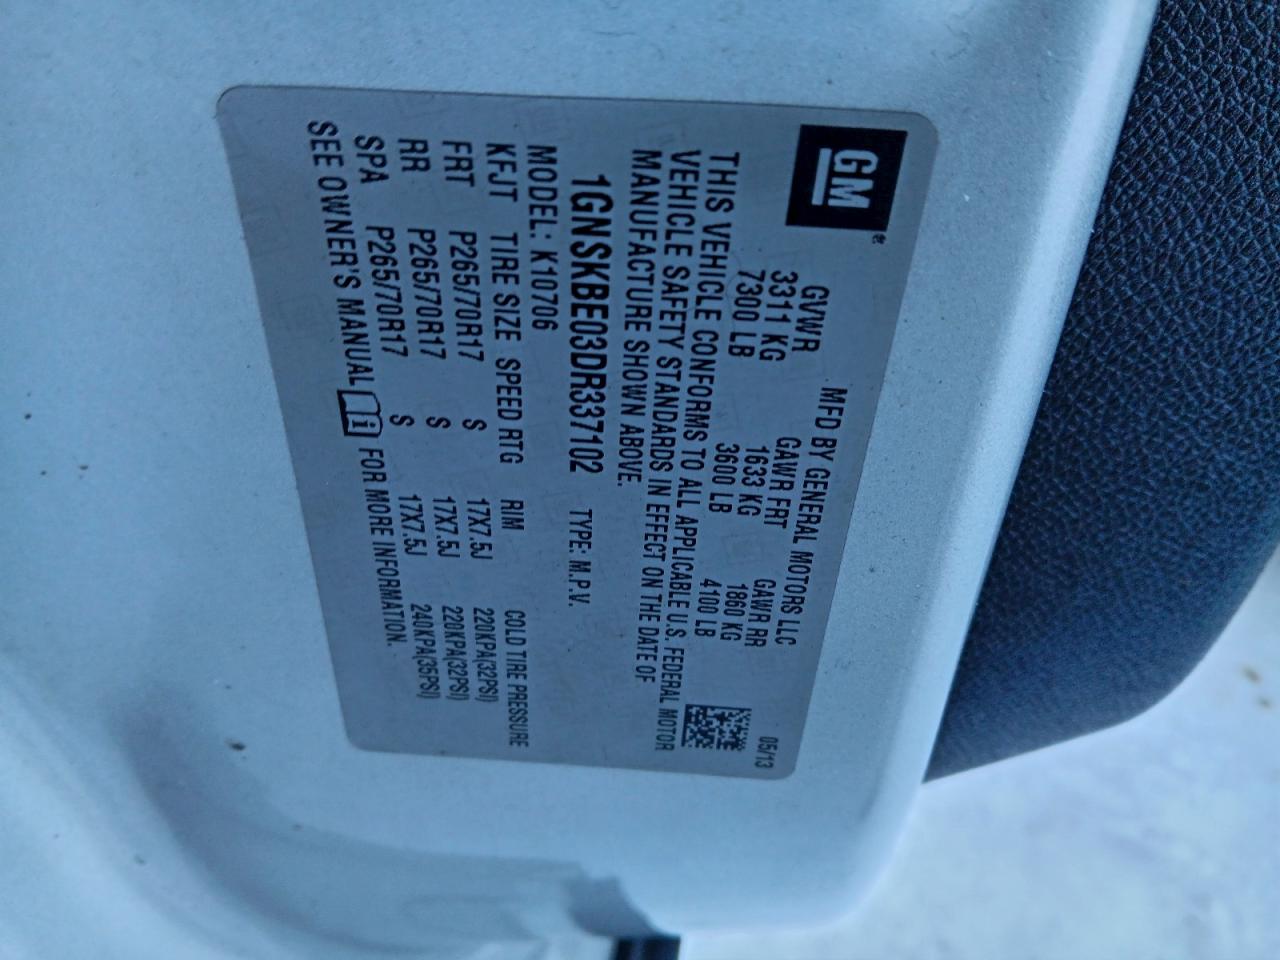 GM
MFD BY GENERAL MOTORS LLC 05/13
GVWR GAWR FRT GAWR RR
3311 KG 1633 KG 1860 KG
7300 LB 3600 LB 4100 LB
THIS VEHICLE CONFORMS TO ALL APPLICABLE U.S. FEDERAL MOTOR
VEHICLE SAFETY STANDARDS IN EFFECT ON THE DATE OF
MANUFACTURE SHOWN ABOVE.
1GNSKBE03DR337102 TYPE: M.P.V.
MODEL: K10706
KFJT TIRE SIZE SPEED RTG RIM COLD TIRE PRESSURE
FRT P265/70R17 S 17X7.5J 220KPA(32PSI)
RR P265/70R17 S 17X7.5J 220KPA(32PSI)
SPA P265/70R17 S 17X7.5J 240KPA(35PSI)
SEE OWNER'S MANUAL i FOR MORE INFORMATION.